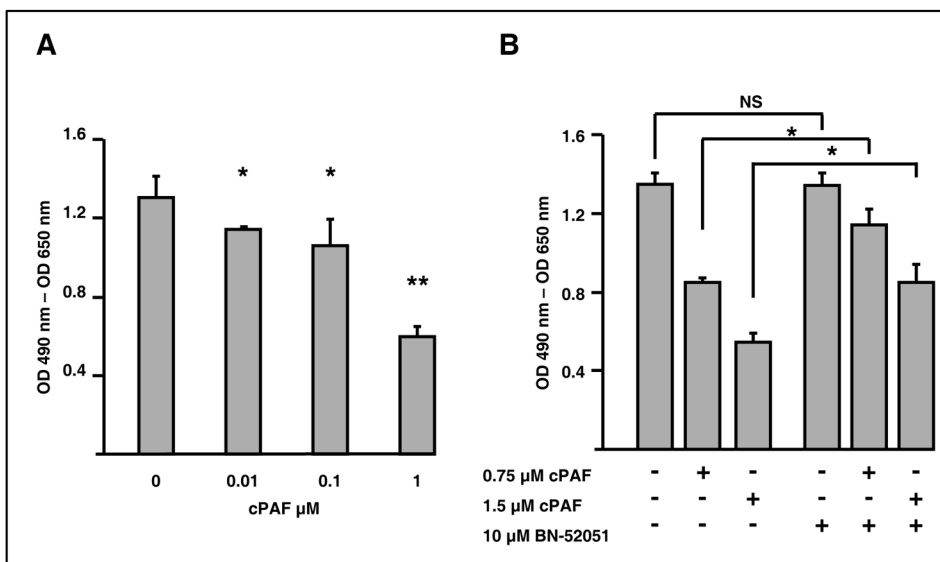 A
OD 490 nm – OD 650 nm
1.6
1.2
0.8
0.4
*
*
**
0 0.01 0.1 1
cPAF µM
B
OD 490 nm – OD 650 nm
1.6
1.2
0.8
0.4
NS
*
*
0.75 µM cPAF - + - - + -
1.5 µM cPAF - - + - - +
10 µM BN-52051 - - - + + +